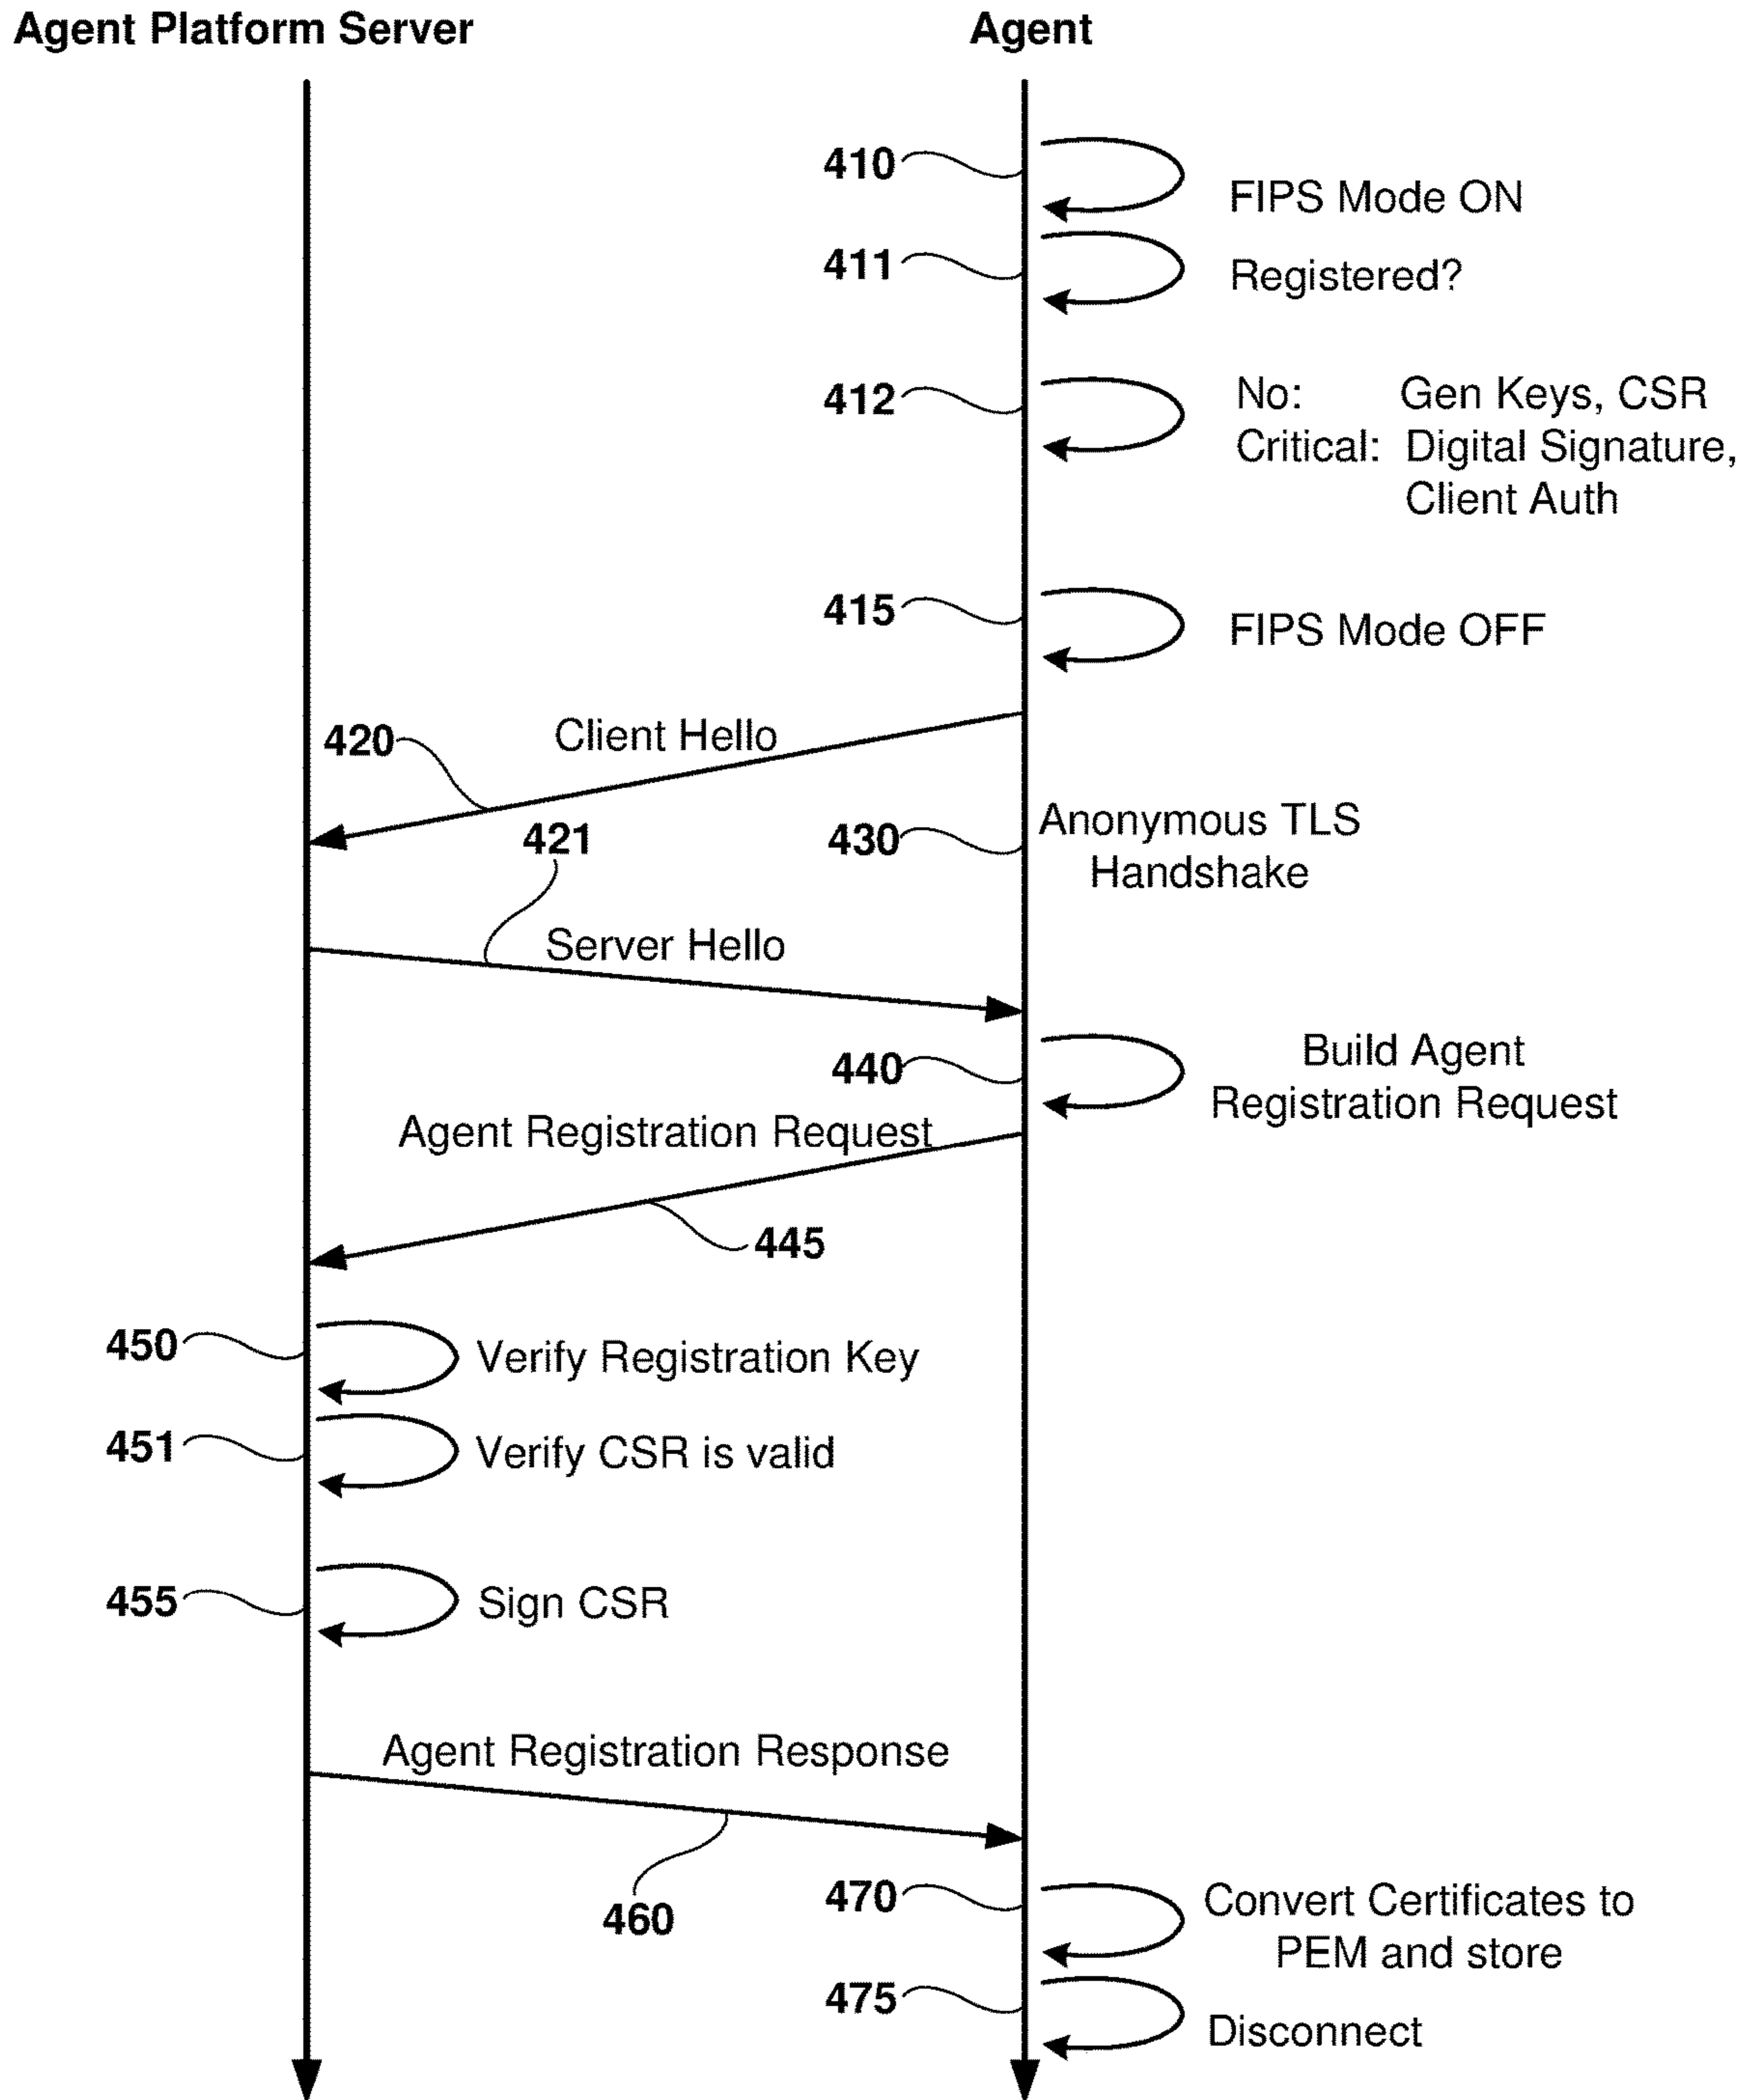 Agent Platform Server
Agent
410
FIPS Mode ON
411
Registered?
412
No: Gen Keys, CSR
Critical: Digital Signature,
Client Auth
415
FIPS Mode OFF
420
Client Hello
421
430
Anonymous TLS
Handshake
Server Hello
440
Build Agent
Registration Request
Agent Registration Request
445
450
Verify Registration Key
451
Verify CSR is valid
455
Sign CSR
Agent Registration Response
460
470
Convert Certificates to
PEM and store
475
Disconnect